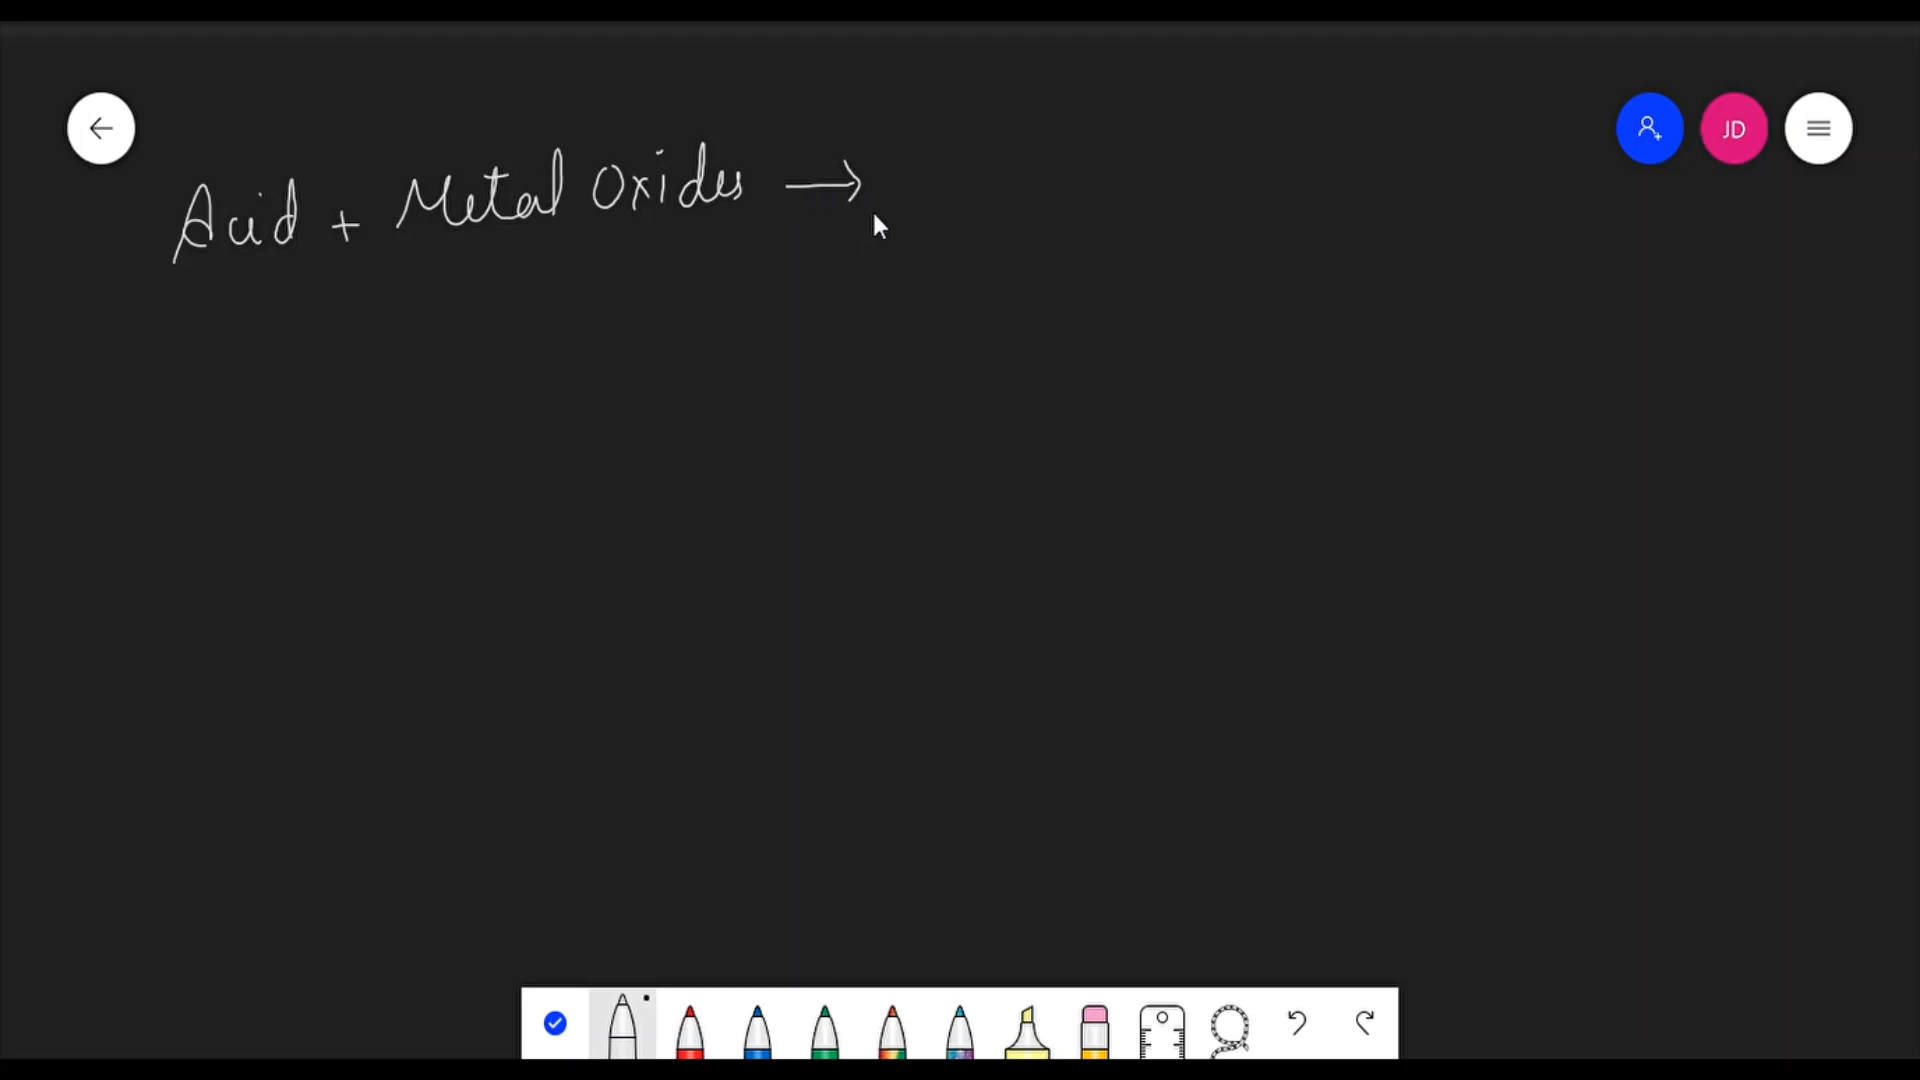 JD
Acid + Metal Oxides →